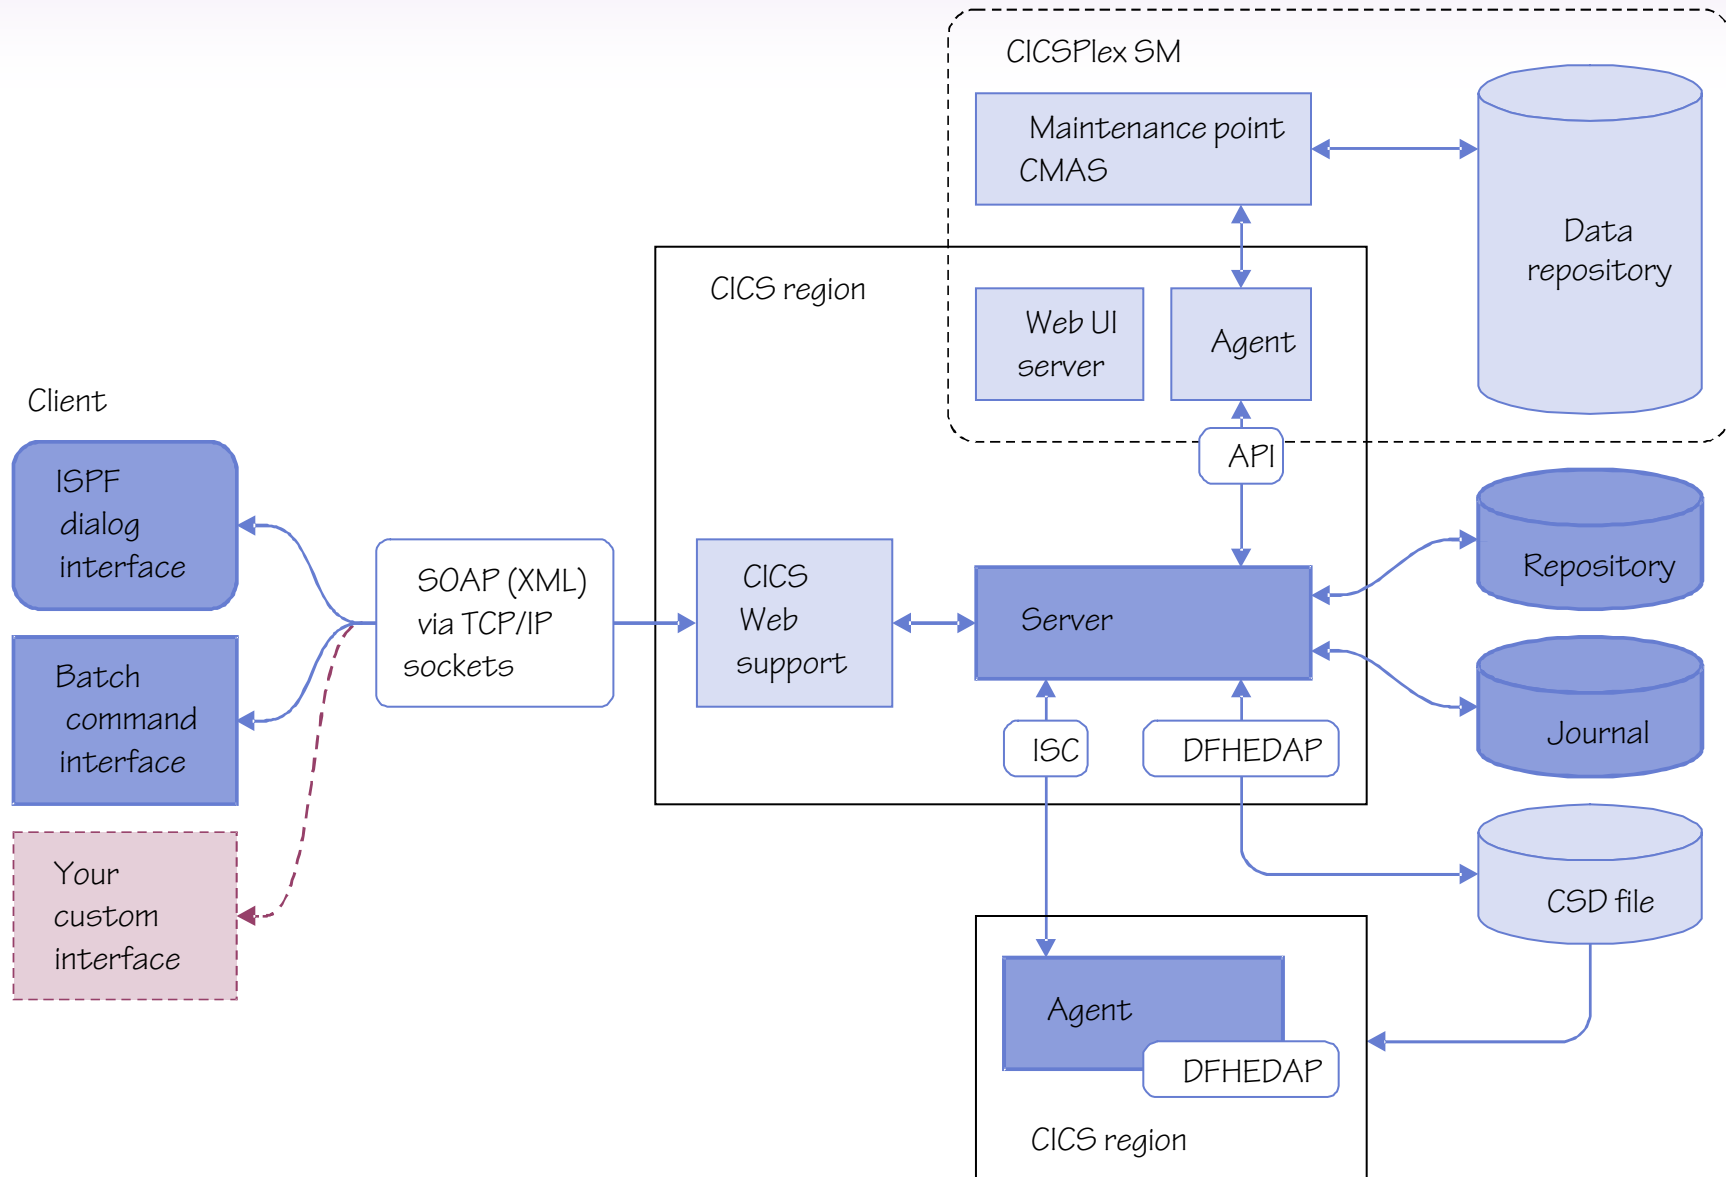 CICSPlex SM
Maintenance point
CMAS
Data
repository
CICS region
Web UI
server
Agent
API
Client
ISPF
dialog
interface
Batch
command
interface
Your
custom
interface
SOAP (XML)
via TCP/IP
sockets
CICS
Web
support
Server
Repository
Journal
ISC
DFHEDAP
CSD file
Agent
DFHEDAP
CICS region